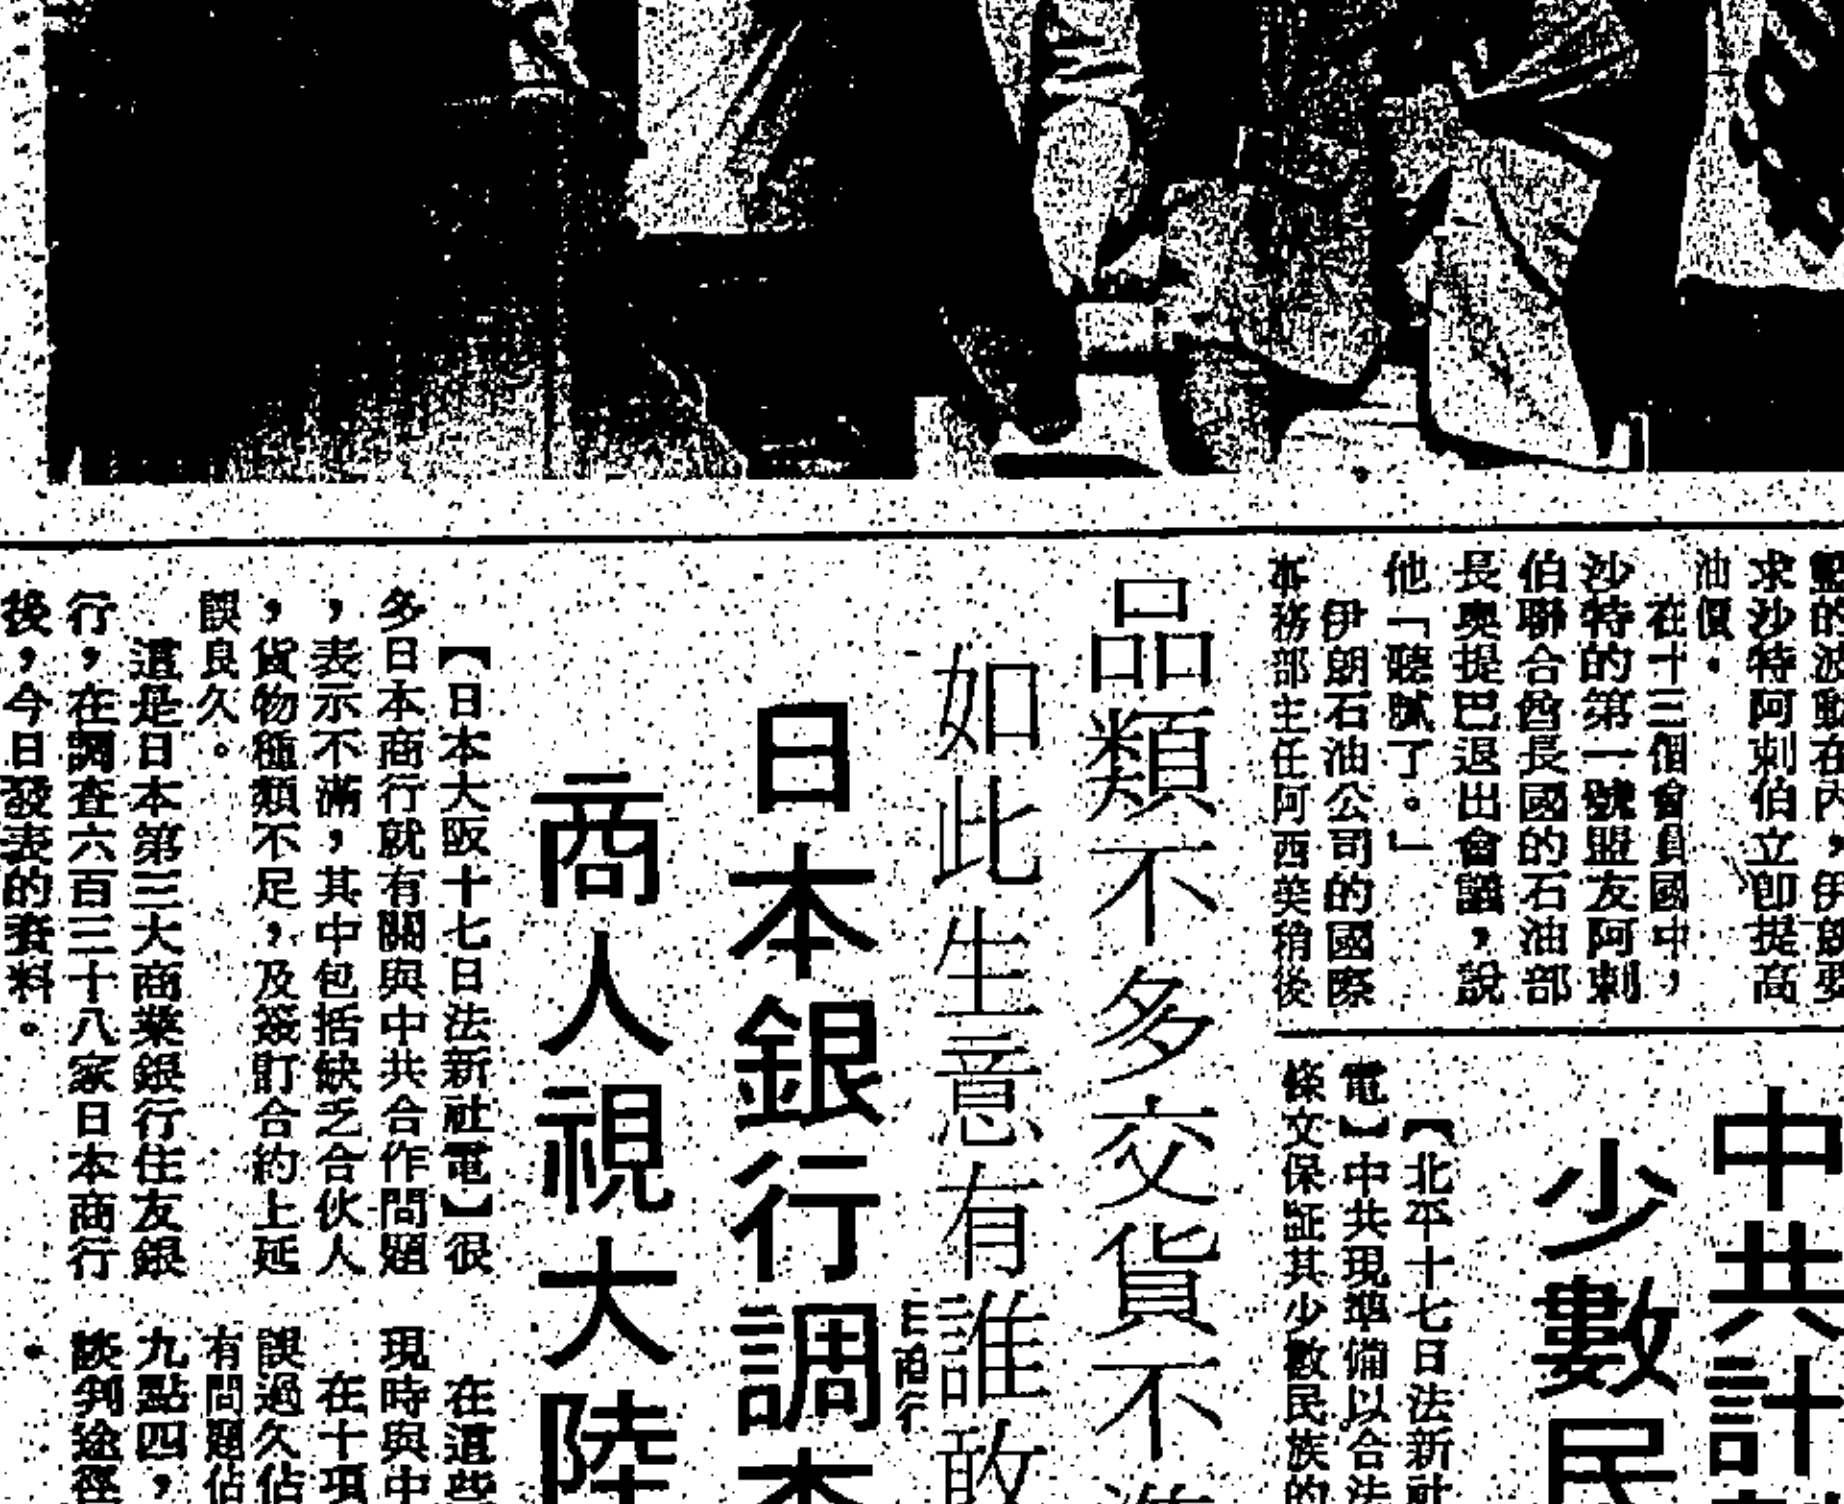 的波動在內，伊朗要
求沙特阿刺伯立即提高
油價。
在十三個會員國中，
沙特的第一號盟友阿刺
伯聯合酋長國的石油部
長奧提巴退出會議，說
他「聽膩了。」
伊朗石油公司的國際
事務部主任阿西美稍後
中共計
少數民
【北平十七日法新社
電】中共現準備以合法
條文保証其少數民族的
品類不多交貨不準
如此生意有誰敢
日本銀行調查
商人視大陸
【日本大阪十七日法新社電】很
多日本商行就有關與中共合作問題
，表示不滿，其中包括缺乏合伙人
，貨物種類不足，及簽訂合約上延
誤良久。
這是日本第三大商業銀行住友銀
行，在調查六百三十八家日本商行
後，今日發表的資料。
在這些
現時與中
在十項
誤過久佔
有問題佔
九點四，
談判途徑